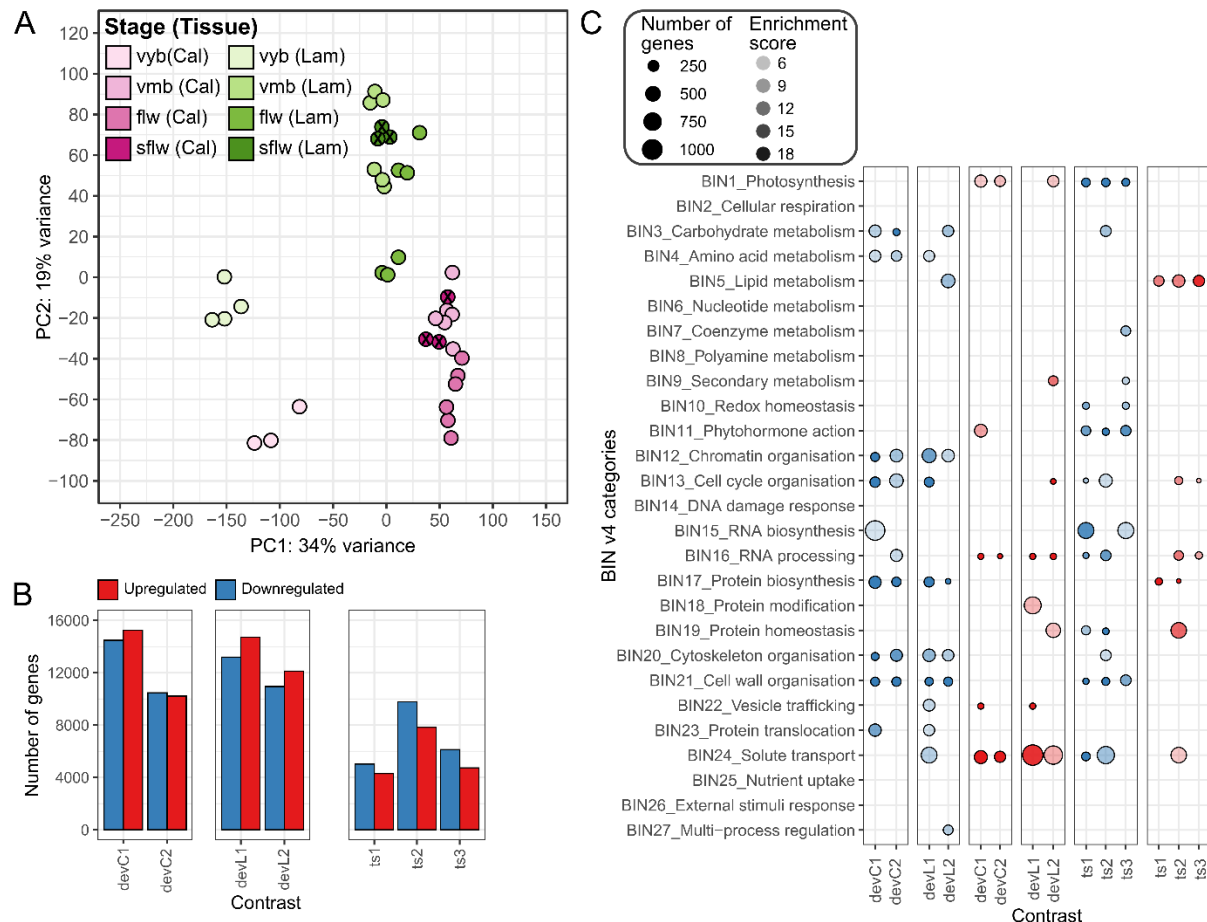 A
Stage (Tissue)
vyb(Cal) vyb (Lam)
vmb (Cal) vmb (Lam)
flw (Cal) flw (Lam)
sflw (Cal) sflw (Lam)
120
100
80
60
40
20
0
−20
−40
−60
−80
−100
PC2: 19% variance
−250 −200 −150 −100 −50 0 50 100 150
PC1: 34% variance
B
Upregulated Downregulated
16000
12000
8000
4000
0
Number of genes
devC1 devC2 devL1 devL2 ts1 ts2 ts3
Contrast
C
Number of genes
250
500
750
1000
Enrichment score
6
9
12
15
18
BIN v4 categories
BIN1_Photosynthesis
BIN2_Cellular respiration
BIN3_Carbohydrate metabolism
BIN4_Amino acid metabolism
BIN5_Lipid metabolism
BIN6_Nucleotide metabolism
BIN7_Coenzyme metabolism
BIN8_Polyamine metabolism
BIN9_Secondary metabolism
BIN10_Redox homeostasis
BIN11_Phytohormone action
BIN12_Chromatin organisation
BIN13_Cell cycle organisation
BIN14_DNA damage response
BIN15_RNA biosynthesis
BIN16_RNA processing
BIN17_Protein biosynthesis
BIN18_Protein modification
BIN19_Protein homeostasis
BIN20_Cytoskeleton organisation
BIN21_Cell wall organisation
BIN22_Vesicle trafficking
BIN23_Protein translocation
BIN24_Solute transport
BIN25_Nutrient uptake
BIN26_External stimuli response
BIN27_Multi−process regulation
devC1 devC2 devL1 devL2 devC1 devC2 devL1 devL2 ts1 ts2 ts3 ts1 ts2 ts3
Contrast